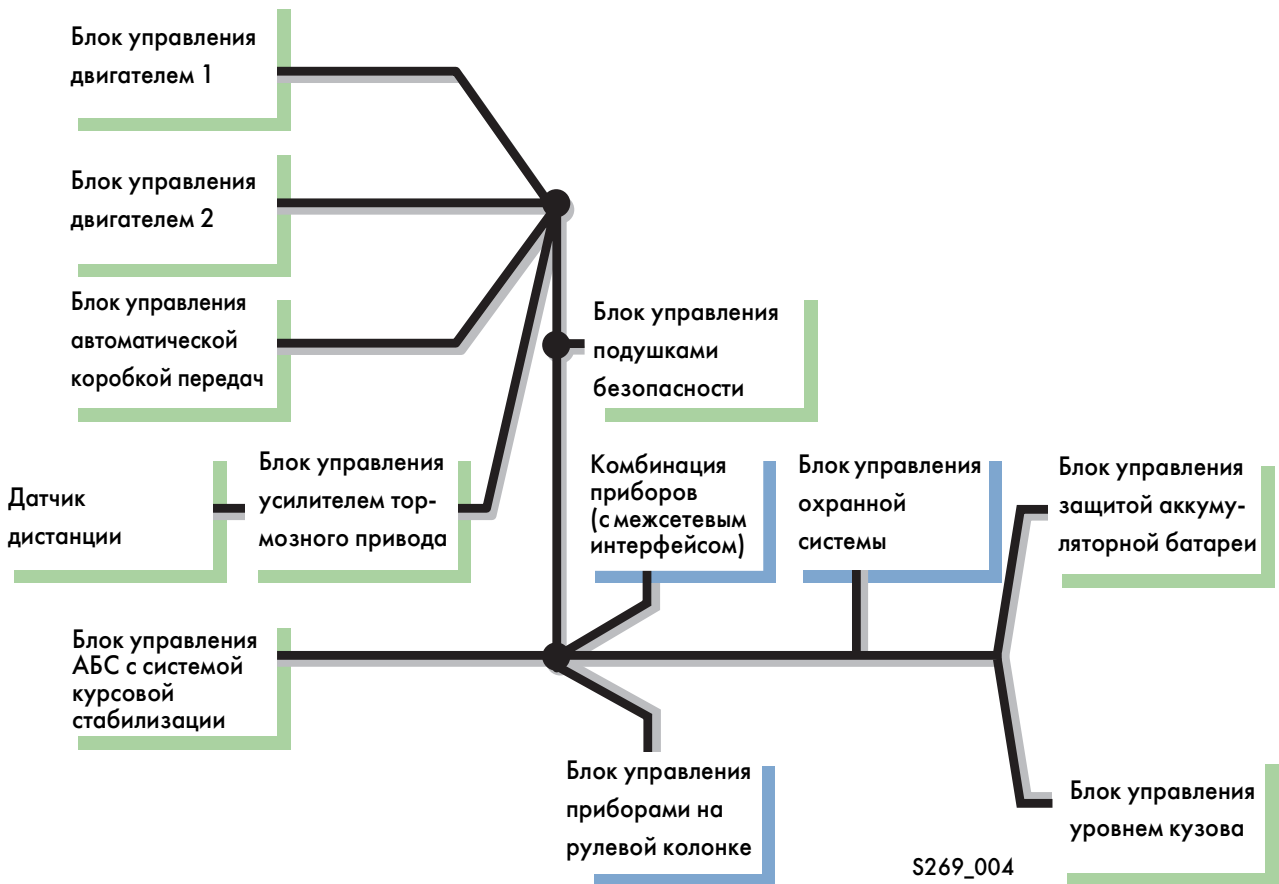 Блок управления
двигателем 1
Блок управления
двигателем 2
Блок управления
автоматической
коробкой передач
Блок управления
подушками
безопасности
Датчик
дистанции
Блок управления
усилителем тор-
мозного привода
Комбинация
приборов
(с межсетевым
интерфейсом)
Блок управления
охранной
системы
Блок управления
защитой аккуму-
ляторной батареи
Блок управления
АБС с системой
курсовой
стабилизации
Блок управления
приборами на
рулевой колонке
Блок управления
уровнем кузова
S269_004